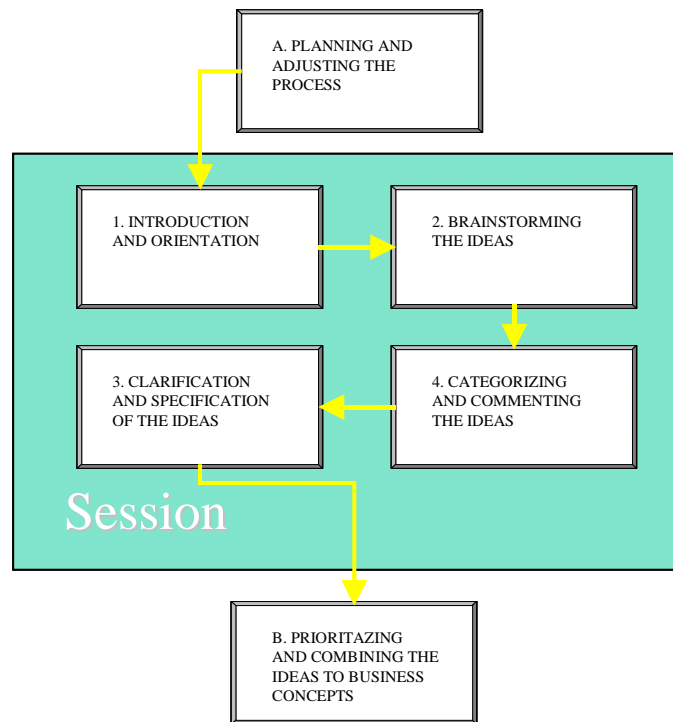 A. PLANNING AND
ADJUSTING THE
PROCESS
1. INTRODUCTION
AND ORIENTATION
2. BRAINSTORMING
THE IDEAS
3. CLARIFICATION
AND SPECIFICATION
OF THE IDEAS
4. CATEGORIZING
AND COMMENTING
THE IDEAS
Session
B. PRIORITAZING
AND COMBINING THE
IDEAS TO BUSINESS
CONCEPTS